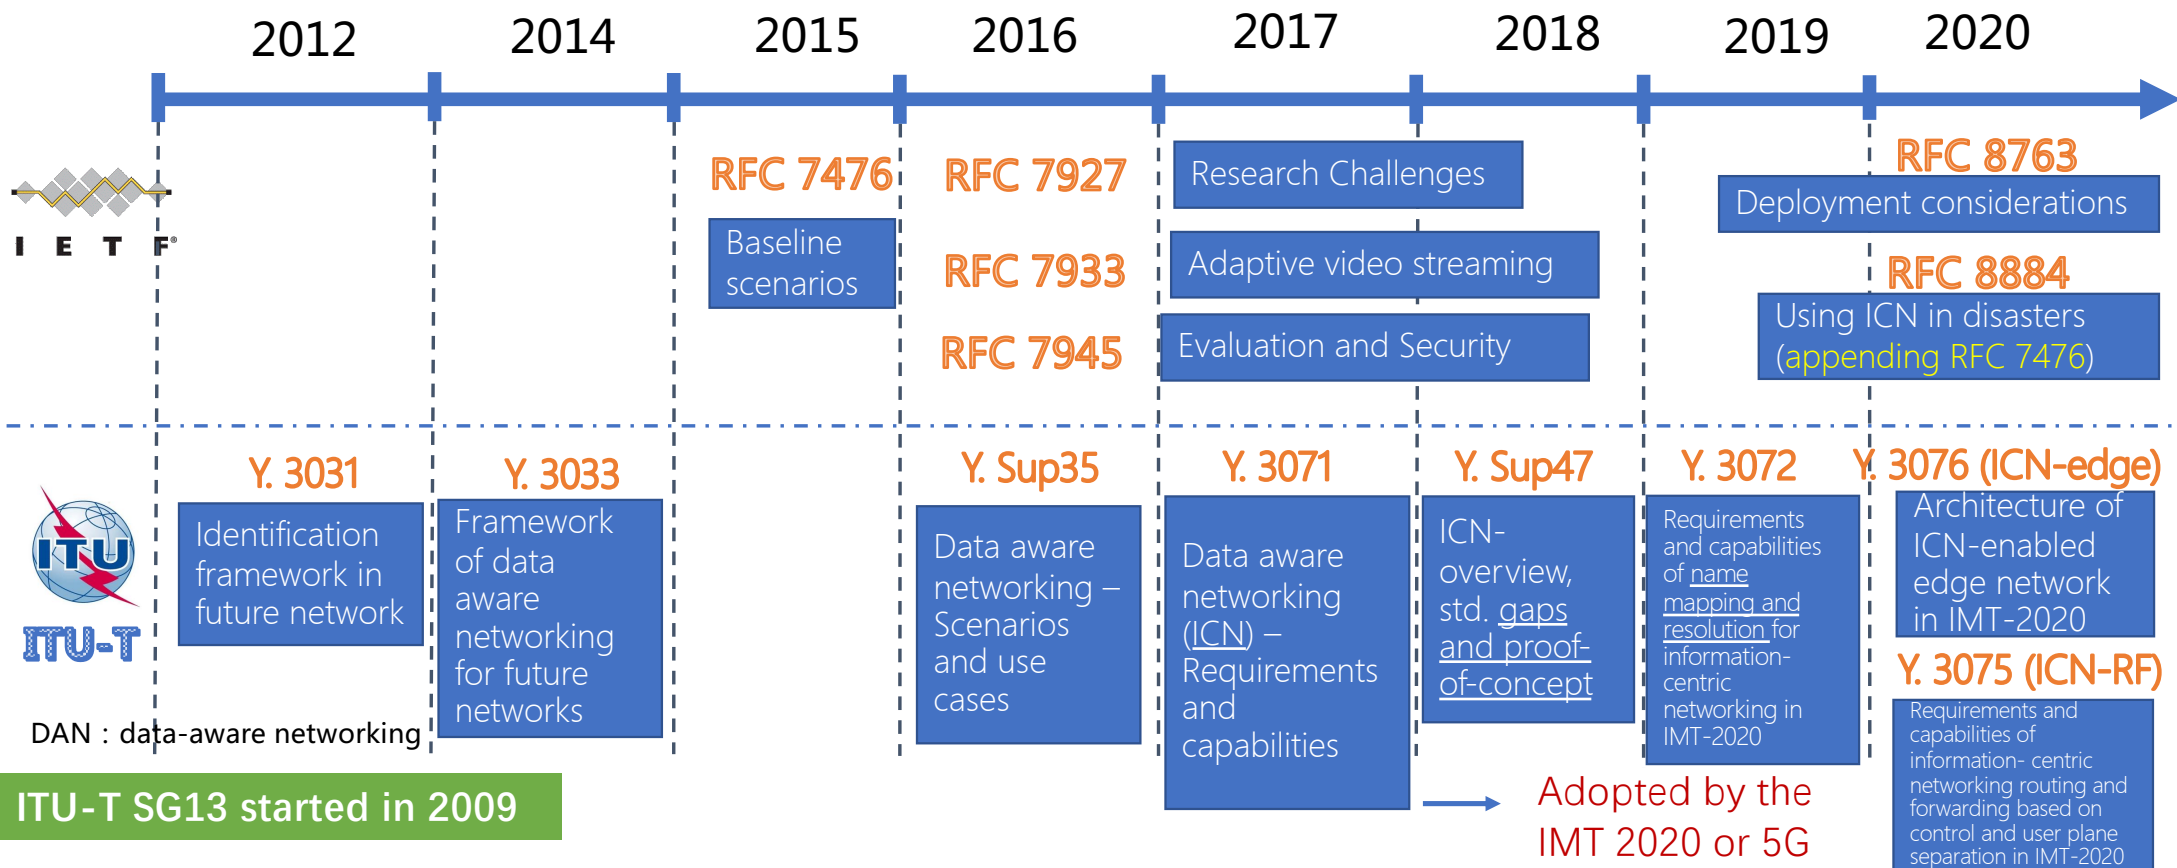 2012
2014
2015
2016
2017
2018
2019
2020
I E T F®
RFC 7476
Baseline
scenarios
RFC 7927
Research Challenges
RFC 7933
Adaptive video streaming
RFC 7945
Evaluation and Security
RFC 8763
Deployment considerations
RFC 8884
Using ICN in disasters
(appending RFC 7476)
ITU
ITU-T
Y. 3031
Identification
framework in
future network
Y. 3033
Framework
of data
aware
networking
for future
networks
Y. Sup35
Data aware
networking –
Scenarios
and use
cases
Y. 3071
Data aware
networking
(ICN) –
Requirements
and
capabilities
Y. Sup47
ICN-
overview,
std. gaps
and proof-
of-concept
Y. 3072
Requirements
and capabilities
of name
mapping and
resolution for
information-
centric
networking in
IMT-2020
Y. 3076 (ICN-edge)
Architecture of
ICN-enabled
edge network
in IMT-2020
Y. 3075 (ICN-RF)
Requirements and
capabilities of
information- centric
networking routing and
forwarding based on
control and user plane
separation in IMT-2020
DAN : data-aware networking
ITU-T SG13 started in 2009
Adopted by the
IMT 2020 or 5G